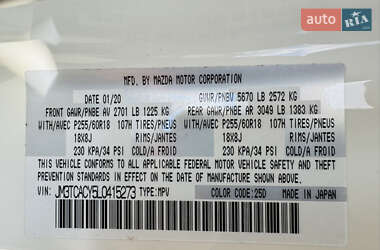 auto RIA.com
MFD. BY MAZDA MOTOR CORPORATION
DATE 01/20 GVWR/PNBV 5670 LB 2572 KG
FRONT GAWR/PNBE AV 2701 LB 1225 KG REAR GAWR/PNBE AR 3049 LB 1383 KG
WITH/AVEC P255/60R18 107H TIRES/PNEUS WITH/AVEC P255/60R18 107H TIRES/PNEUS
18X8J RIMS/JANTES 18X8J RIMS/JANTES
230 KPA/34 PSI COLD/A FROID 230 KPA/34 PSI COLD/A FROID
THIS VEHICLE CONFORMS TO ALL APPLICABLE FEDERAL MOTOR VEHICLE SAFETY AND THEFT
PREVENTION STANDARDS IN EFFECT ON THE DATE OF MANUFACTURE SHOWN ABOVE.
VIN: JM3TCACY5L0415273 TYPE:MPV COLOR CODE:25D MADE IN JAPAN